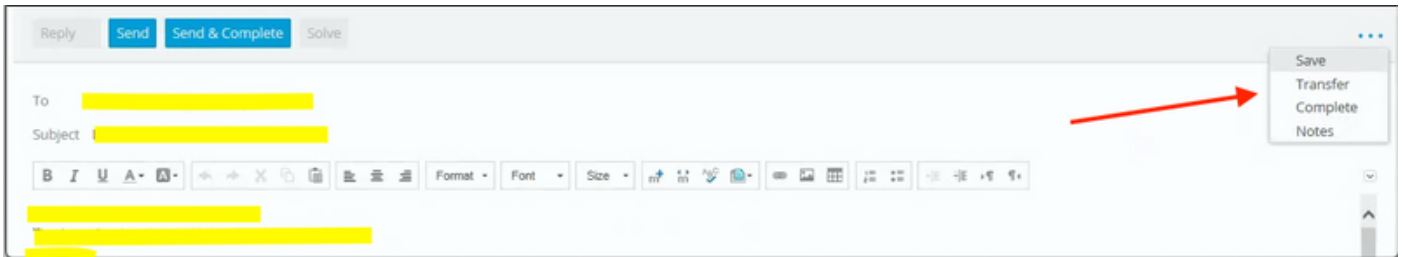 Reply Send Send & Complete Solve
Save
Transfer
Complete
Notes
To
Subject
B I U A A Format Font Size